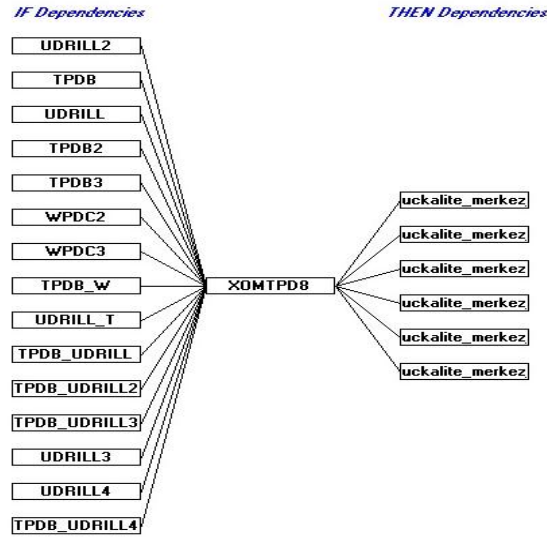 IF Dependencies
THEN Dependencies
UDRILL2
TPDB
UDRILL
TPDB2
TPDB3
WPDC2
WPDC3
TPDB_W
UDRILL_T
TPDB_UDRILL
TPDB_UDRILL2
TPDB_UDRILL3
UDRILL3
UDRILL4
TPDB_UDRILL4
XOMTPD8
uckalite_merkez
uckalite_merkez
uckalite_merkez
uckalite_merkez
uckalite_merkez
uckalite_merkez